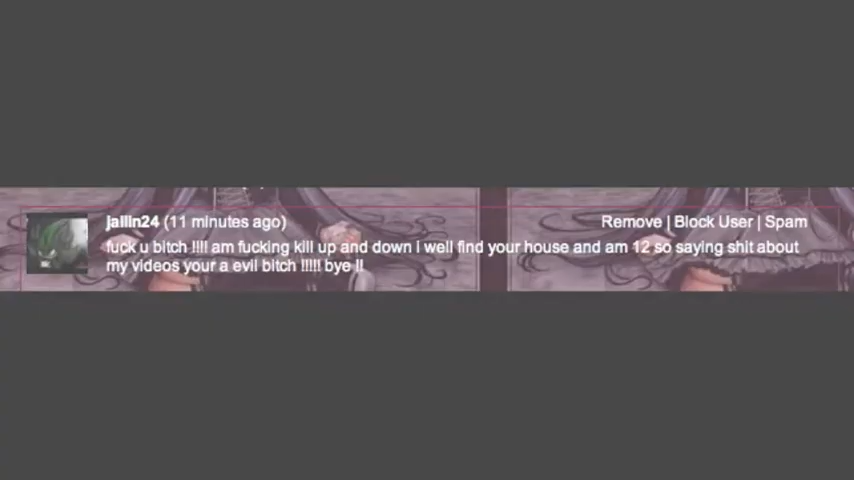 jallin24 (11 minutes ago)
Remove | Block User | Spam
fuck u bitch !!!! am fucking kill up and down i well find your house and am 12 so saying shit about
my videos your a evil bitch !!!!! bye !!